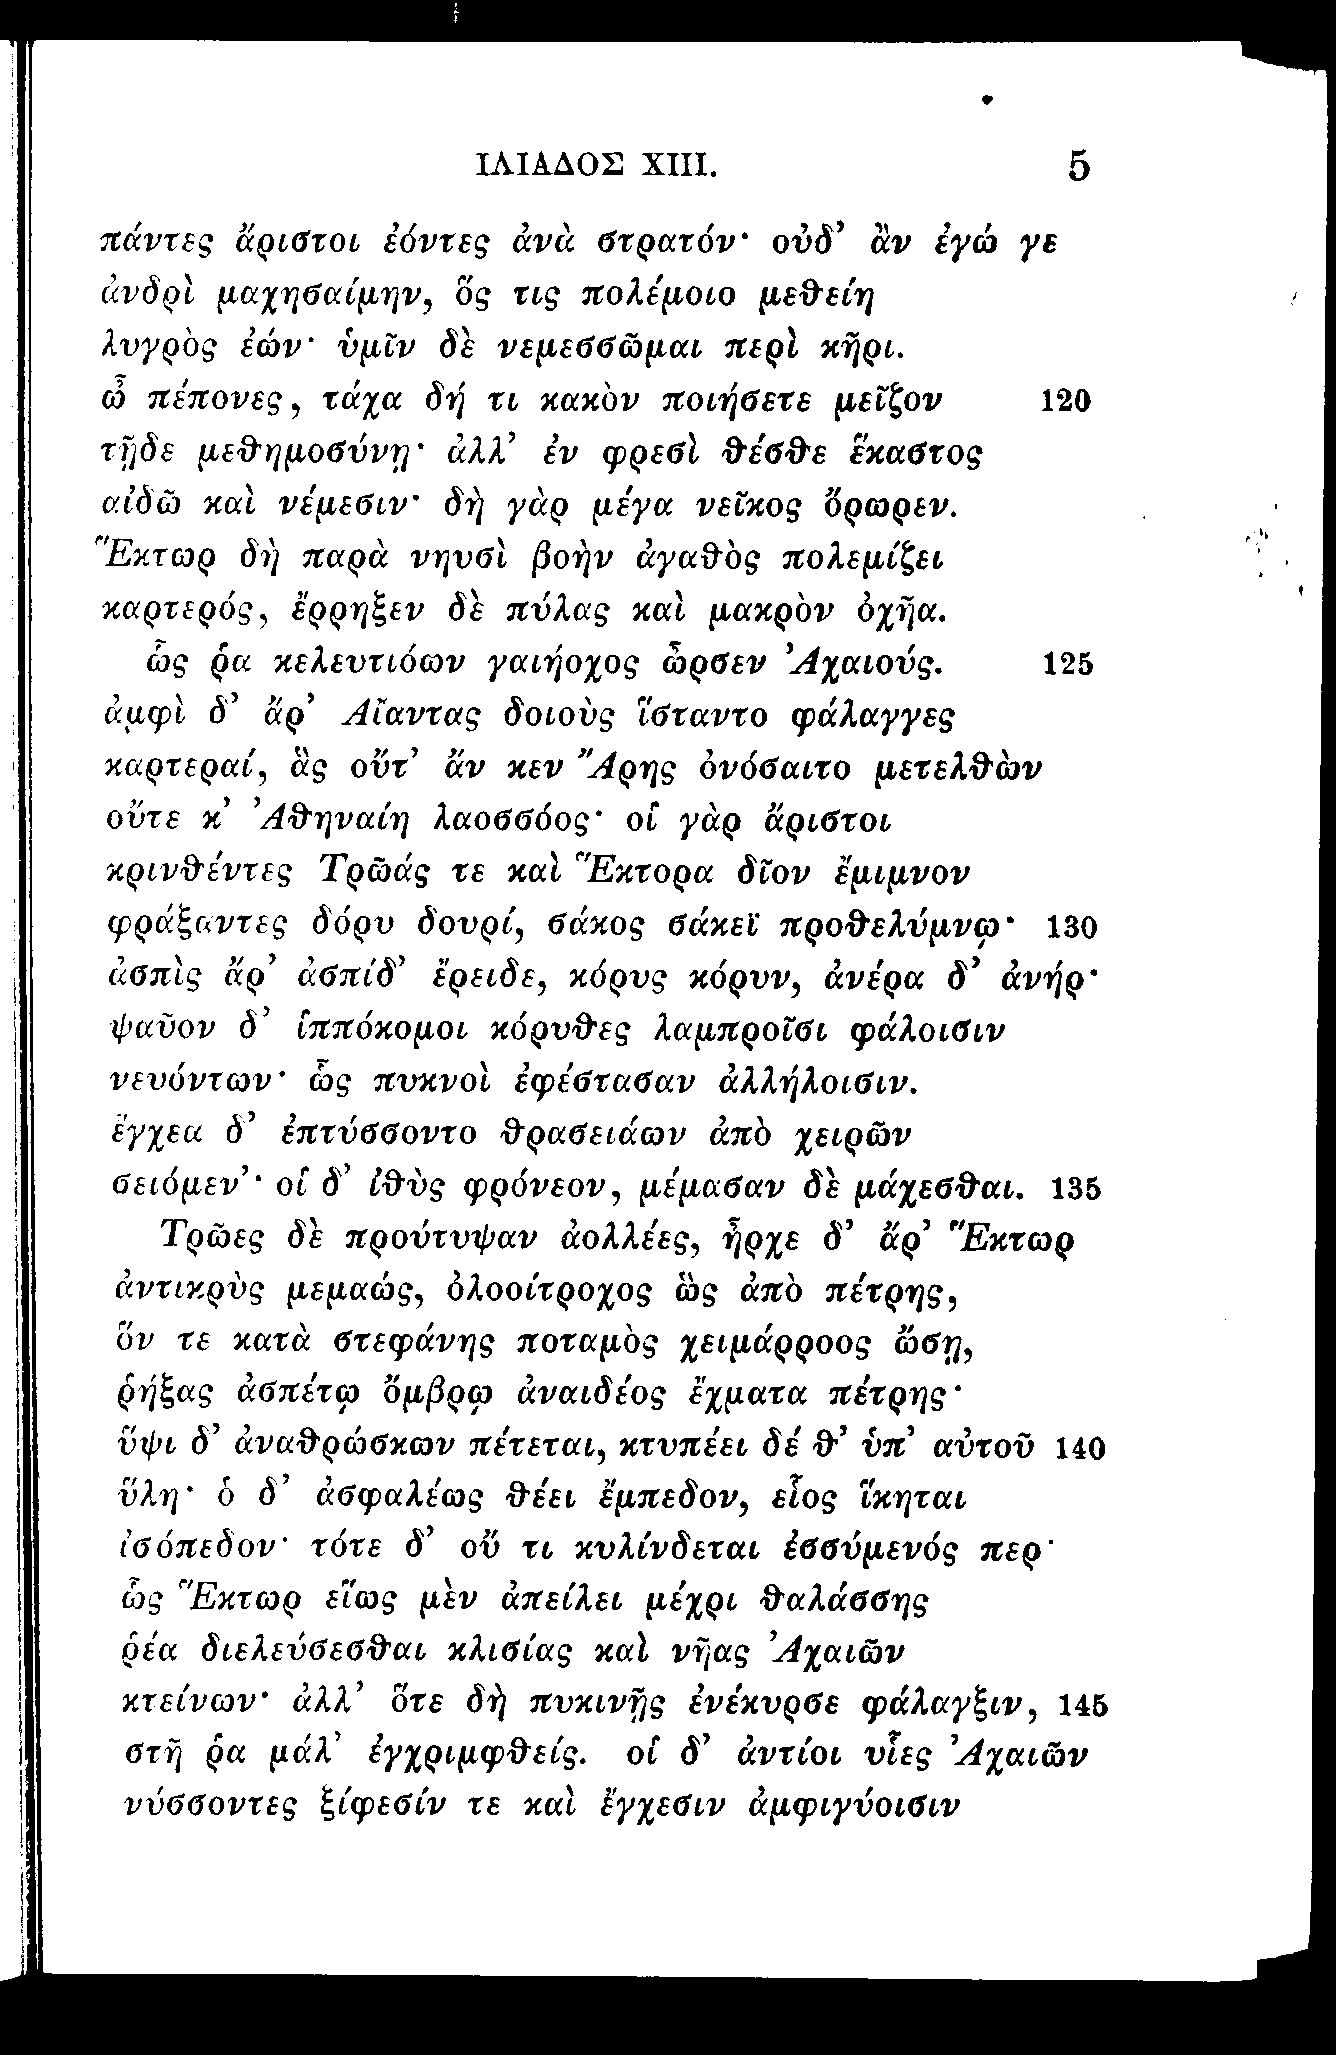 ΙΛΙΑΔΟΣ XIII. 5
πάντες ἄριστοι ἐόντες ἀνὰ στρατόν· οὐδ’ ἂν ἐγώ γε
ἀνδρὶ μαχησαίμην, ὅς τις πολέμοιο μεθείη
λυγρὸς ἐών· ὑμῖν δὲ νεμεσσῶμαι περὶ κῆρι.
ὦ πέπονες, τάχα δή τι κακὸν ποιήσετε μεῖζον 120
τῇδε μεθημοσύνῃ· ἀλλ’ ἐν φρεσὶ θέσθε ἕκαστος
αἰδῶ καὶ νέμεσιν· δὴ γὰρ μέγα νεῖκος ὄρωρεν.
Ἕκτωρ δὴ παρὰ νηυσὶ βοὴν ἀγαθὸς πολεμίζει
καρτερός, ἔρρηξεν δὲ πύλας καὶ μακρὸν ὀχῆα.
ὣς ῥα κελευτιόων γαιήοχος ὦρσεν Ἀχαιούς. 125
ἀμφὶ δ’ ἄρ’ Αἴαντας δοιοὺς ἵσταντο φάλαγγες
καρτεραί, ἃς οὔτ’ ἄν κεν Ἄρης ὀνόσαιτο μετελθὼν
οὔτε κ’ Ἀθηναίη λαοσσόος· οἳ γὰρ ἄριστοι
κρινθέντες Τρῶάς τε καὶ Ἕκτορα δῖον ἔμιμνον
φράξαντες δόρυ δουρί, σάκος σάκεϊ προθελύμνῳ· 130
ἀσπὶς ἄρ’ ἀσπίδ’ ἔρειδε, κόρυς κόρυν, ἀνέρα δ’ ἀνήρ·
ψαῦον δ’ ἱππόκομοι κόρυθες λαμπροῖσι φάλοισιν
νευόντων· ὣς πυκνοὶ ἐφέστασαν ἀλλήλοισιν.
ἔγχεα δ’ ἐπτύσσοντο θρασειάων ἀπὸ χειρῶν
σειόμεν’· οἳ δ’ ἰθὺς φρόνεον, μέμασαν δὲ μάχεσθαι. 135
Τρῶες δὲ προύτυψαν ἀολλέες, ἦρχε δ’ ἄρ’ Ἕκτωρ
ἀντικρὺς μεμαώς, ὀλοοίτροχος ὣς ἀπὸ πέτρης,
ὅν τε κατὰ στεφάνης ποταμὸς χειμάρροος ὤσῃ,
ῥήξας ἀσπέτῳ ὄμβρῳ ἀναιδέος ἔχματα πέτρης·
ὕψι δ’ ἀναθρώσκων πέτεται, κτυπέει δέ θ’ ὑπ’ αὐτοῦ 140
ὕλη· ὁ δ’ ἀσφαλέως θέει ἔμπεδον, εἷος ἵκηται
ἰσόπεδον· τότε δ’ οὔ τι κυλίνδεται ἐσσύμενός περ·
ὣς Ἕκτωρ εἵως μὲν ἀπείλει μέχρι θαλάσσης
ῥέα διελεύσεσθαι κλισίας καὶ νῆας Ἀχαιῶν
κτείνων· ἀλλ’ ὅτε δὴ πυκινῇς ἐνέκυρσε φάλαγξιν, 145
στῆ ῥα μάλ’ ἐγχριμφθείς. οἳ δ’ ἀντίοι υἷες Ἀχαιῶν
νύσσοντες ξίφεσίν τε καὶ ἔγχεσιν ἀμφιγύοισιν